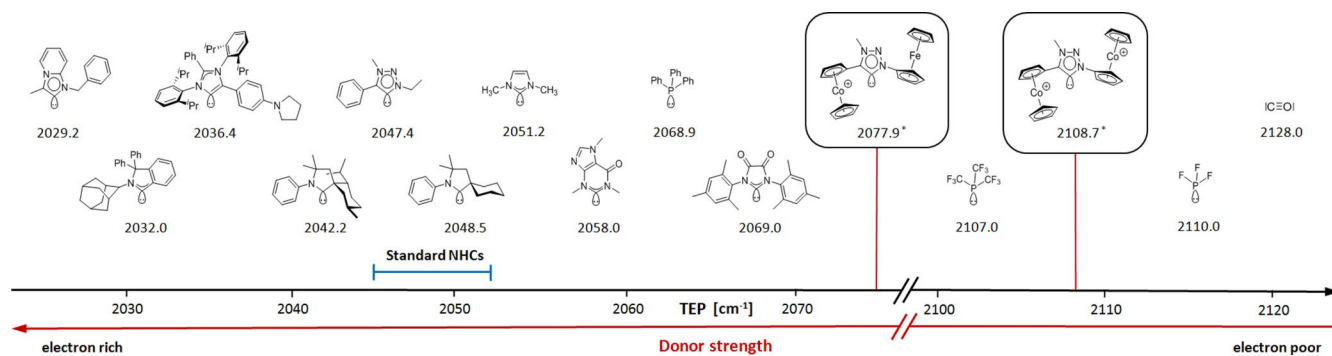 Ph
N
iPr
iPr
N
N
iPr
iPr
N
2029.2
2036.4
N
N
N
2047.4
N
N
H₃C
CH₃
2051.2
Ph
Ph
Ph
P
2068.9
N
N
N
Fe
Co⁺
2077.9*
N
N
N
Co⁺
Co⁺
2108.7*
IC≡OI
2128.0
Ph
Ph
N
2032.0
N
2042.2
N
2048.5
N
N
O
N
N
2058.0
O
O
N
N
2069.0
CF₃
F₃C
CF₃
P
2107.0
F
F
F
P
2110.0
Standard NHCs
2030
2040
2050
2060
TEP [cm⁻¹]
2070
2100
2110
2120
electron rich
Donor strength
electron poor